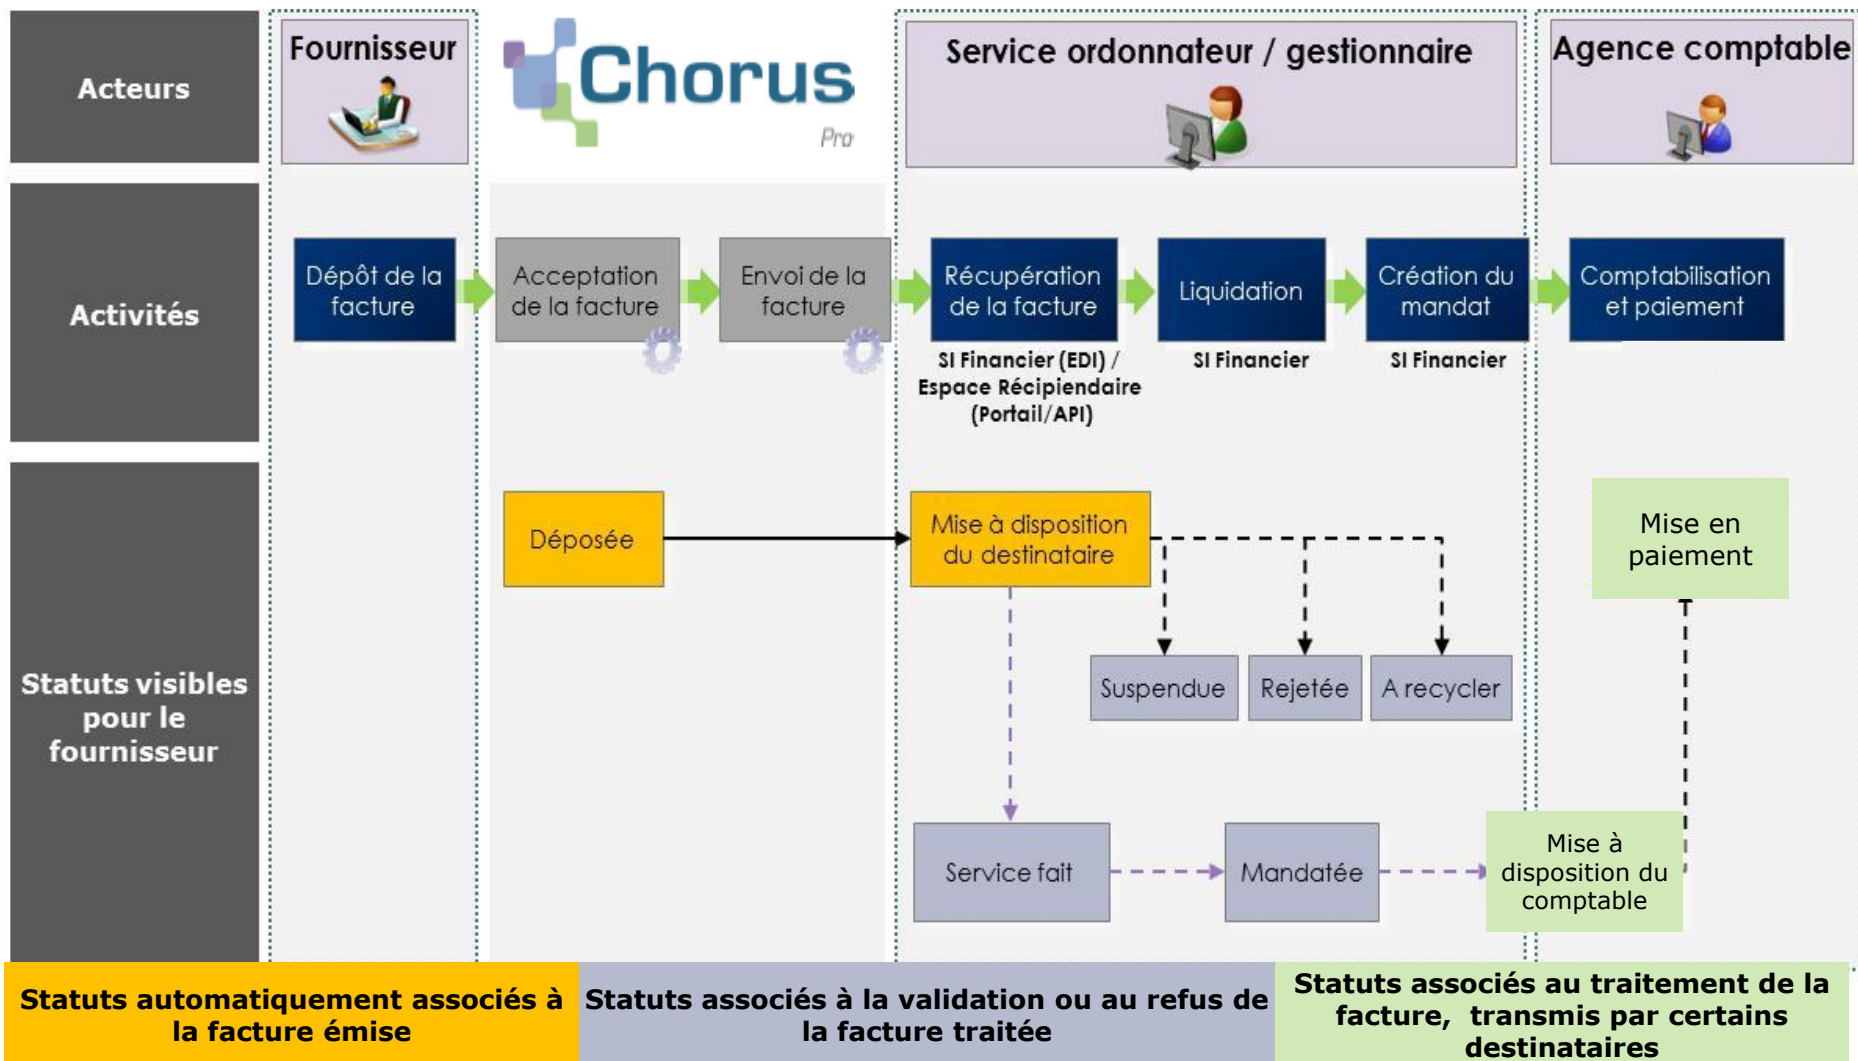 Acteurs
Fournisseur
Chorus
Pro
Service ordonnateur / gestionnaire
Agence comptable
Activités
Dépôt de la
facture
Acceptation
de la facture
Envoi de la
facture
Récupération
de la facture
Liquidation
Création du
mandat
Comptabilisation
et paiement
SI Financier (EDI) /
Espace Récipiendaire
(Portail/API)
SI Financier
SI Financier
Statuts visibles
pour le
fournisseur
Déposée
Mise à disposition
du destinataire
Mise en
paiement
Suspendue
Rejetée
A recycler
Service fait
Mandatée
Mise à
disposition du
comptable
Statuts automatiquement associés à
la facture émise
Statuts associés à la validation ou au refus de
la facture traitée
Statuts associés au traitement de la
facture, transmis par certains
destinataires